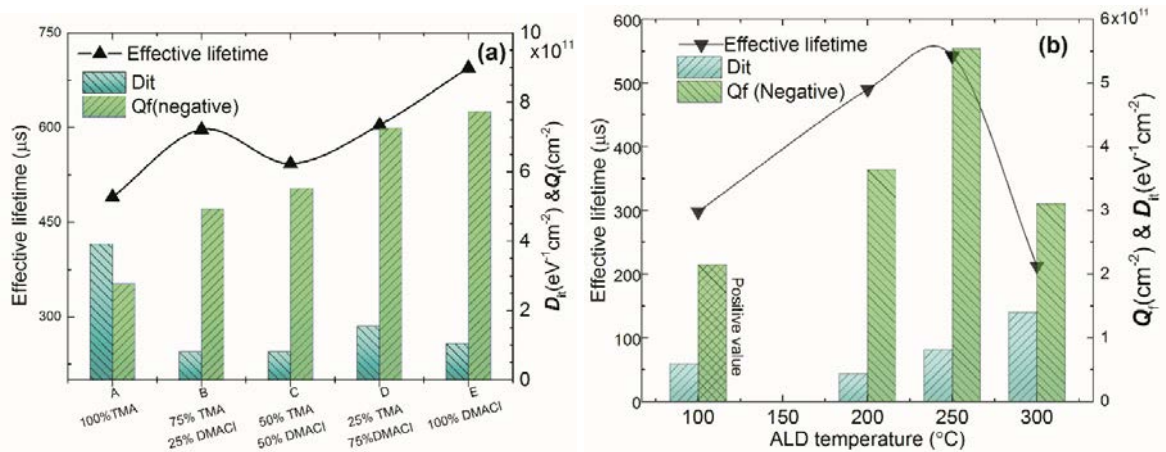 750
600
450
300
Effective lifetime (μs)
(a)
Effective lifetime
Dit
Qf(negative)
10
x10¹¹
8
6
4
2
0
Dit(eV⁻¹cm⁻²) &Qf(cm⁻²)
A
B
C
D
E
100%TMA
75% TMA
25% DMACl
50% TMA
50% DMACl
25% TMA
75%DMACl
100% DMACl
600
500
400
300
200
100
0
Effective lifetime (μs)
(b)
Effective lifetime
Dit
Qf (Negative)
Positive value
6x10¹¹
5
4
3
2
1
0
Qf(cm⁻²) & Dit(eV⁻¹cm⁻²)
100
150
200
250
300
ALD temperature (°C)